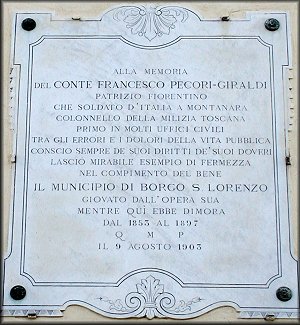 ALLA MEMORIA
DEL CONTE FRANCESCO PECORI-GIRALDI
PATRIZIO FIORENTINO
CHE SOLDATO D'ITALIA A MONTANARA
COLONNELLO DELLA MILIZIA TOSCANA
PRIMO IN MOLTI UFFICI CIVILI
TRA GLI ERRORI E I DOLORI DELLA VITA PUBBLICA
CONSCIO SEMPRE DE' SUOI DIRITTI DE' SUOI DOVERI
LASCIÒ MIRABILE ESEMPIO DI FERMEZZA
NEL COMPIMENTO DEL BENE
IL MUNICIPIO DI BORGO S. LORENZO
GIOVATO DALL'OPERA SUA
MENTRE QUI EBBE DIMORA
DAL 1853 AL 1897
Q M P
IL 9 AGOSTO 1903